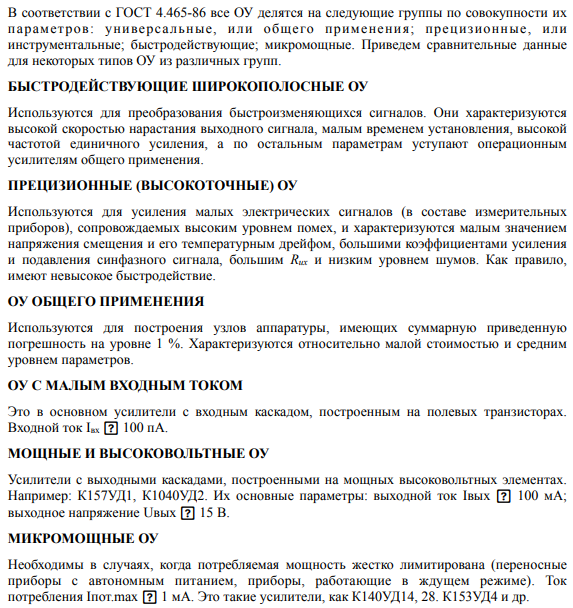 В соответствии с ГОСТ 4.465-86 все ОУ делятся на следующие группы по совокупности их
параметров: универсальные, или общего применения; прецизионные, или
инструментальные; быстродействующие; микромощные. Приведем сравнительные данные
для некоторых типов ОУ из различных групп.
БЫСТРОДЕЙСТВУЮЩИЕ ШИРОКОПОЛОСНЫЕ ОУ
Используются для преобразования быстроизменяющихся сигналов. Они характеризуются
высокой скоростью нарастания выходного сигнала, малым временем установления, высокой
частотой единичного усиления, а по остальным параметрам уступают операционным
усилителям общего применения.
ПРЕЦИЗИОННЫЕ (ВЫСОКОТОЧНЫЕ) ОУ
Используются для усиления малых электрических сигналов (в составе измерительных
приборов), сопровождаемых высоким уровнем помех, и характеризуются малым значением
напряжения смещения и его температурным дрейфом, большими коэффициентами усиления
и подавления синфазного сигнала, большим Rих и низким уровнем шумов. Как правило,
имеют невысокое быстродействие.
ОУ ОБЩЕГО ПРИМЕНЕНИЯ
Используются для построения узлов аппаратуры, имеющих суммарную приведенную
погрешность на уровне 1 %. Характеризуются относительно малой стоимостью и средним
уровнем параметров.
ОУ С МАЛЫМ ВХОДНЫМ ТОКОМ
Это в основном усилители с входным каскадом, построенным на полевых транзисторах.
Входной ток Iвх ? 100 пА.
МОЩНЫЕ И ВЫСОКОВОЛЬТНЫЕ ОУ
Усилители с выходными каскадами, построенными на мощных высоковольтных элементах.
Например: К157УД1, К1040УД2. Их основные параметры: выходной ток Iвых ? 100 мА;
выходное напряжение Uвых ? 15 В.
МИКРОМОЩНЫЕ ОУ
Необходимы в случаях, когда потребляемая мощность жестко лимитирована (переносные
приборы с автономным питанием, приборы, работающие в ждущем режиме). Ток
потребления Iпот.max ? 1 мА. Это такие усилители, как К140УД14, 28. К153УД4 и др.